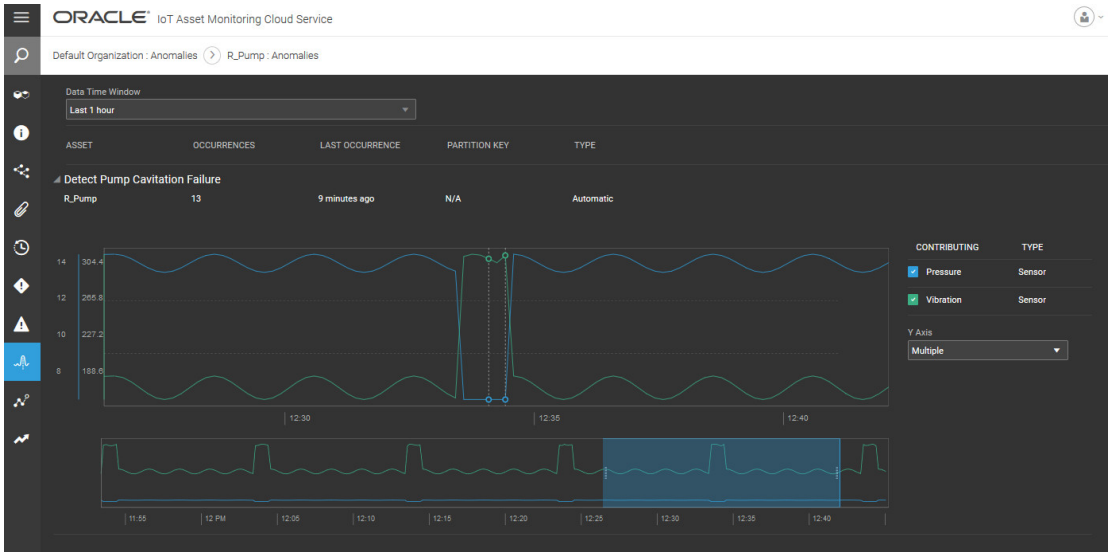 ORACLE® IoT Asset Monitoring Cloud Service
Default Organization : Anomalies R_Pump : Anomalies
Data Time Window
Last 1 hour
ASSET OCCURRENCES LAST OCCURRENCE PARTITION KEY TYPE
Detect Pump Cavitation Failure
R_Pump 13 9 minutes ago N/A Automatic
CONTRIBUTING TYPE
14 304.4
Pressure Sensor
12 265.8
Vibration Sensor
10 227.2
Y Axis
Multiple
8 188.6
12:30 12:35 12:40
11:55 12 PM 12:05 12:10 12:15 12:20 12:25 12:30 12:35 12:40